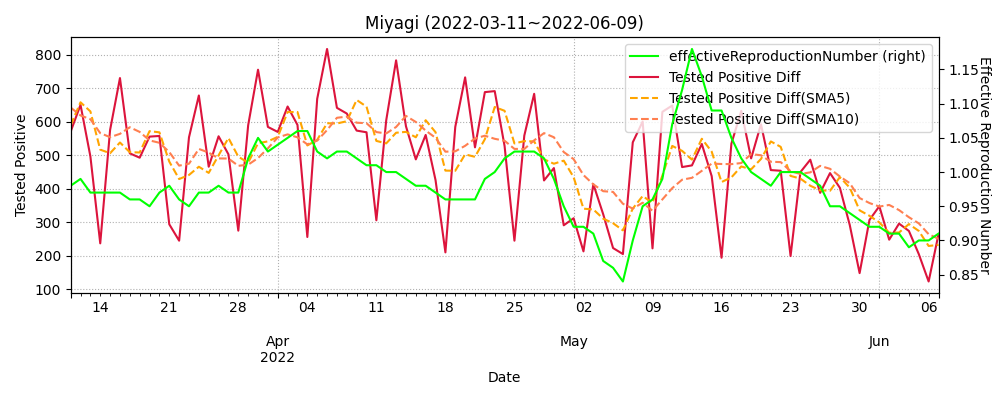 Miyagi (2022-03-11~2022-06-09)
effectiveReproductionNumber (right)
Tested Positive Diff
Tested Positive Diff(SMA5)
Tested Positive Diff(SMA10)
Tested Positive
800
700
600
500
400
300
200
100
Effective Reproduction Number
1.15
1.10
1.05
1.00
0.95
0.90
0.85
14 21 28 04 11 18 25 02 09 16 23 30 06
Apr May Jun
2022
Date